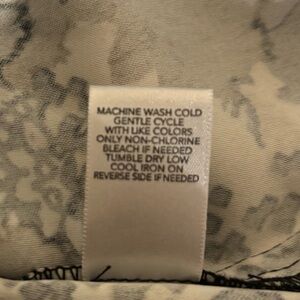 MACHINE WASH COLD
GENTLE CYCLE
WITH LIKE COLORS
ONLY NON-CHLORINE
BLEACH IF NEEDED
TUMBLE DRY LOW
COOL IRON ON
REVERSE SIDE IF NEEDED